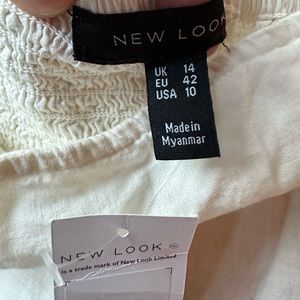 NEW LOOK
UK 14
EU 42
USA 10
Made in
Myanmar
NEW LOOK
is a trade mark of New Look Limited